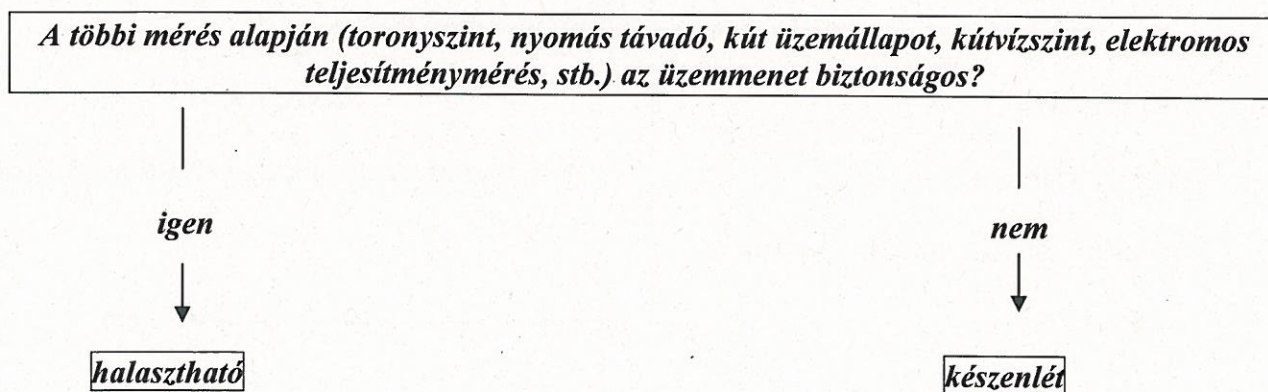 A többi mérés alapján (toronyszint, nyomás távadó, kút üzemállapot, kútvízszint, elektromos
teljesítménymérés, stb.) az üzemmenet biztonságos?
igen
nem
halasztható
készenlét